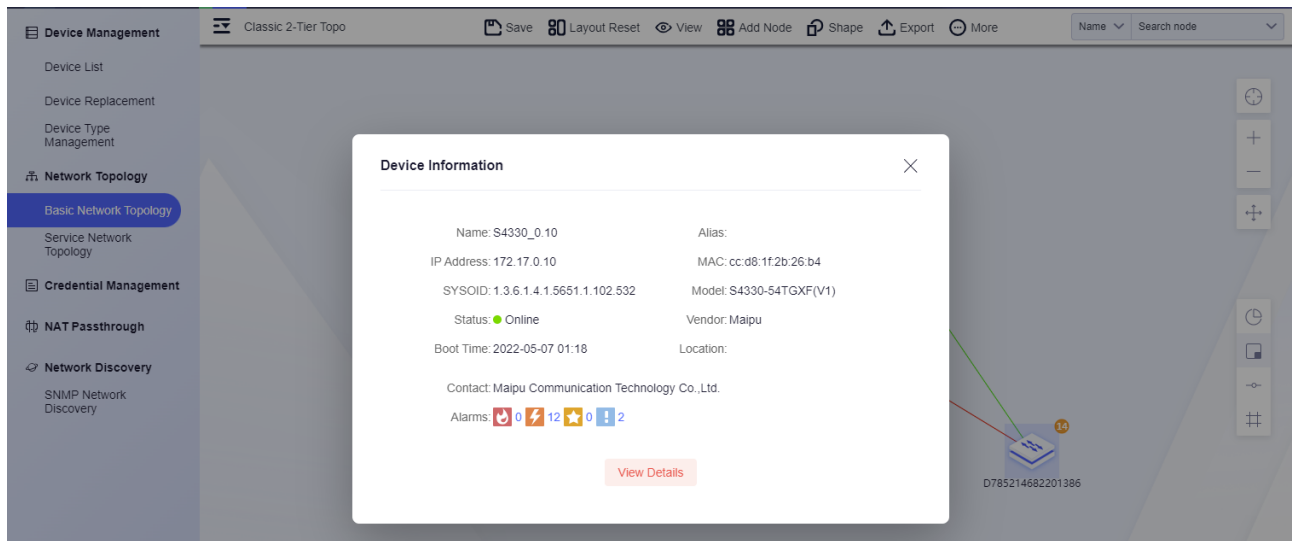 Device Management
Device List
Device Replacement
Device Type
Management
Network Topology
Basic Network Topology
Service Network
Topology
Credential Management
NAT Passthrough
Network Discovery
SNMP Network
Discovery
Classic 2-Tier Topo
Save
Layout Reset
View
Add Node
Shape
Export
More
Name
Search node
Device Information
Name: S4330_0.10
Alias:
IP Address: 172.17.0.10
MAC: cc:d8:1f:2b:26:b4
SYSOID: 1.3.6.1.4.1.5651.1.102.532
Model: S4330-54TGXF(V1)
Status: Online
Vendor: Maipu
Boot Time: 2022-05-07 01:18
Location:
Contact: Maipu Communication Technology Co.,Ltd.
Alarms: 0 12 0 2
View Details
14
D785214682201386